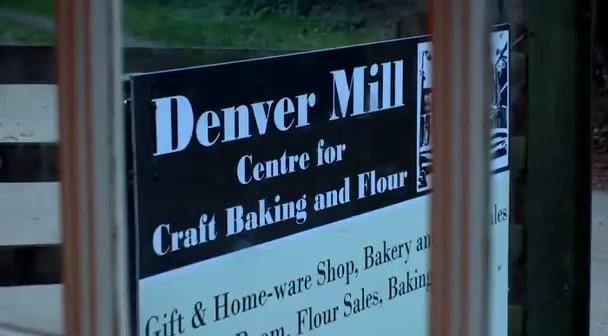 Denver Mill
Centre for
Craft Baking and Flour
Gift & Home-ware Shop, Bakery
Flour Sales, Baking